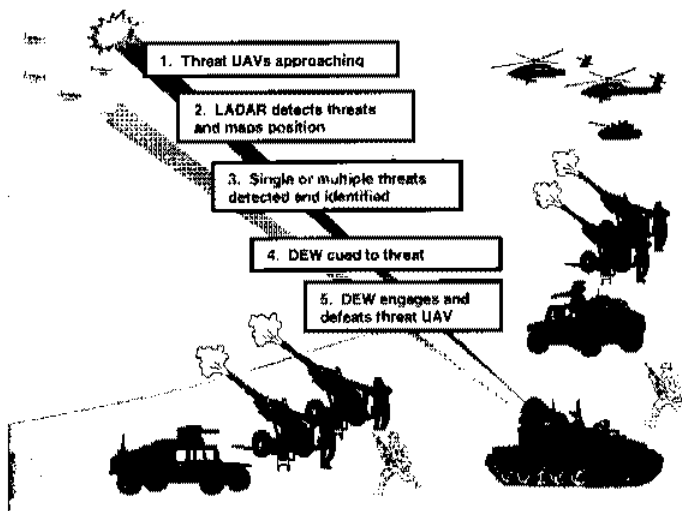 1. Threat UAVs approaching
2. LADAR detects threats
and maps position
3. Single or multiple threats
detected and identified
4. DEW cued to threat
5. DEW engages and
defeats threat UAV